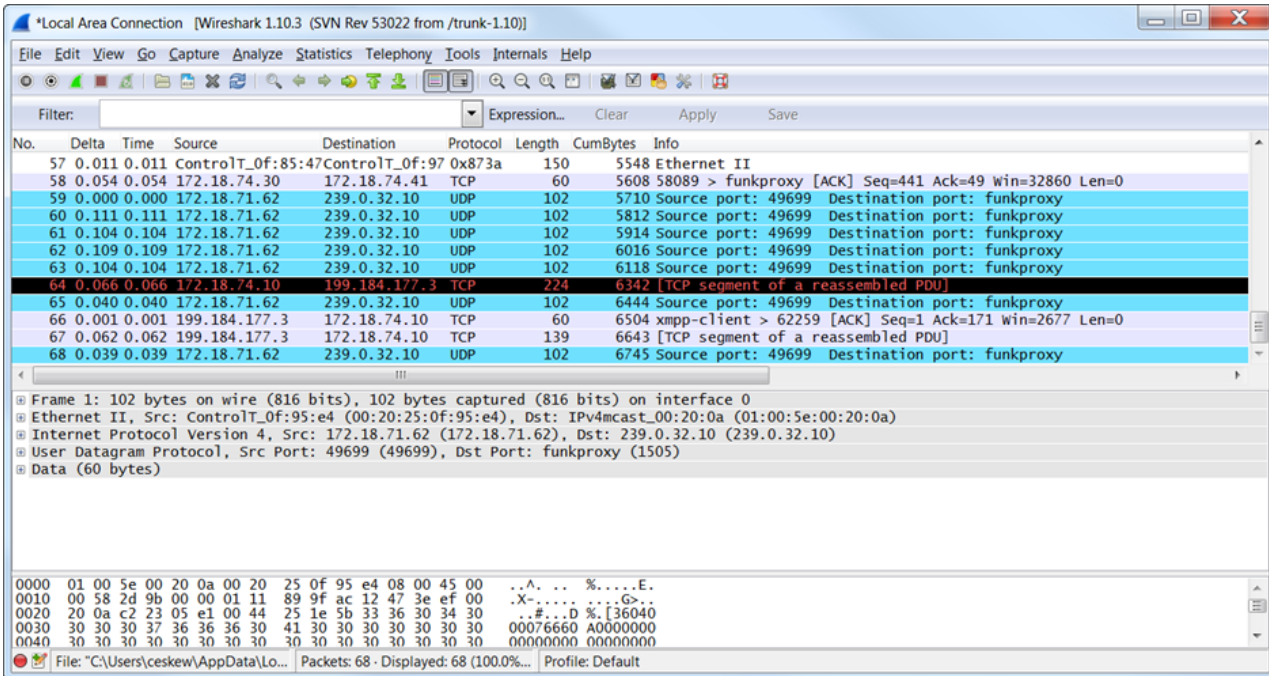 *Local Area Connection [Wireshark 1.10.3 (SVN Rev 53022 from /trunk-1.10)]
File Edit View Go Capture Analyze Statistics Telephony Tools Internals Help
Filter: Expression... Clear Apply Save
No. Delta Time Source Destination Protocol Length CumBytes Info
57 0.011 0.011 ControlT_0f:85:47 ControlT_0f:97 0x873a 150 5548 Ethernet II
58 0.054 0.054 172.18.74.30 172.18.74.41 TCP 60 5608 58089 > funkproxy [ACK] Seq=441 Ack=49 Win=32860 Len=0
59 0.000 0.000 172.18.71.62 239.0.32.10 UDP 102 5710 Source port: 49699 Destination port: funkproxy
60 0.111 0.111 172.18.71.62 239.0.32.10 UDP 102 5812 Source port: 49699 Destination port: funkproxy
61 0.104 0.104 172.18.71.62 239.0.32.10 UDP 102 5914 Source port: 49699 Destination port: funkproxy
62 0.109 0.109 172.18.71.62 239.0.32.10 UDP 102 6016 Source port: 49699 Destination port: funkproxy
63 0.104 0.104 172.18.71.62 239.0.32.10 UDP 102 6118 Source port: 49699 Destination port: funkproxy
64 0.066 0.066 172.18.74.10 199.184.177.3 TCP 224 6342 [TCP segment of a reassembled PDU]
65 0.040 0.040 172.18.71.62 239.0.32.10 UDP 102 6444 Source port: 49699 Destination port: funkproxy
66 0.001 0.001 199.184.177.3 172.18.74.10 TCP 60 6504 xmpp-client > 62259 [ACK] Seq=1 Ack=171 Win=2677 Len=0
67 0.062 0.062 199.184.177.3 172.18.74.10 TCP 139 6643 [TCP segment of a reassembled PDU]
68 0.039 0.039 172.18.71.62 239.0.32.10 UDP 102 6745 Source port: 49699 Destination port: funkproxy
Frame 1: 102 bytes on wire (816 bits), 102 bytes captured (816 bits) on interface 0
Ethernet II, Src: ControlT_0f:95:e4 (00:20:25:0f:95:e4), Dst: IPv4mcast_00:20:0a (01:00:5e:00:20:0a)
Internet Protocol Version 4, Src: 172.18.71.62 (172.18.71.62), Dst: 239.0.32.10 (239.0.32.10)
User Datagram Protocol, Src Port: 49699 (49699), Dst Port: funkproxy (1505)
Data (60 bytes)
0000 01 00 5e 00 20 0a 00 20 25 0f 95 e4 08 00 45 00 ..^. .. %.....E.
0010 00 58 2d 9b 00 00 01 11 89 9f ac 12 47 3e ef 00 .X-..... ....G>..
0020 20 0a c2 23 05 e1 00 44 25 1e 5b 33 36 30 34 30 ..#...D %.[36040
0030 30 30 30 37 36 36 36 30 41 30 30 30 30 30 30 30 00076660 A0000000
0040 30 30 30 30 30 30 30 30 30 30 30 30 30 30 30 30 00000000 00000000
File: "C:\Users\ceskew\AppData\Lo... Packets: 68 · Displayed: 68 (100.0%... Profile: Default